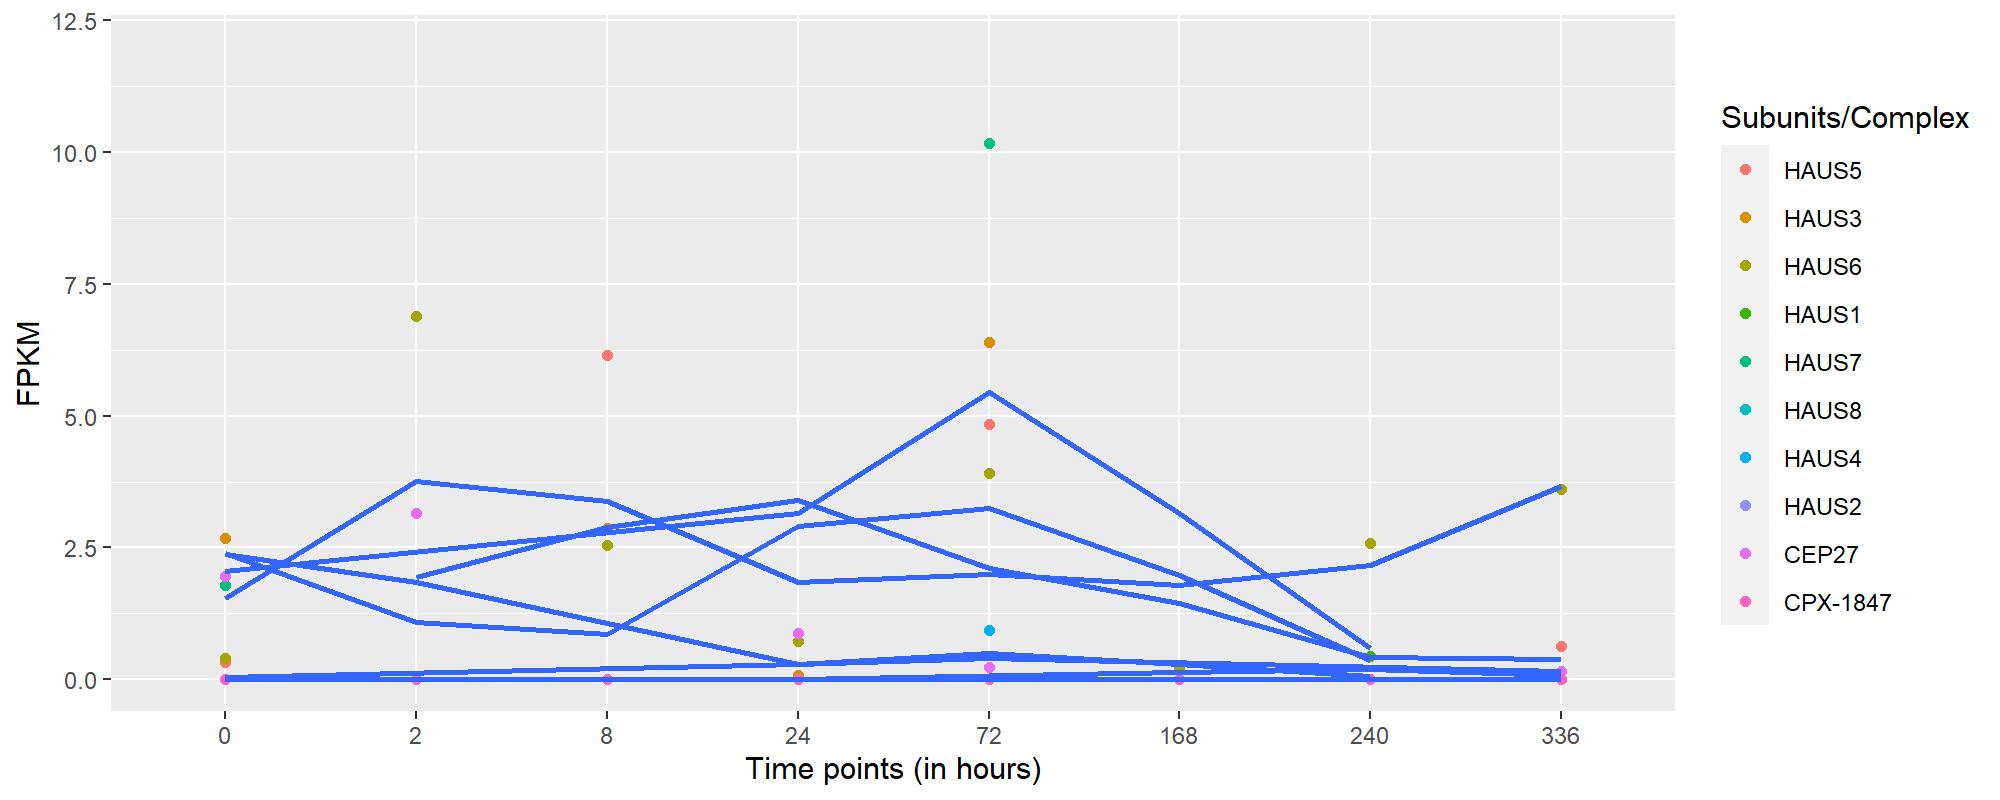 12.5
10.0
7.5
5.0
2.5
0.0
FPKM
0 2 8 24 72 168 240 336
Time points (in hours)
Subunits/Complex
HAUS5
HAUS3
HAUS6
HAUS1
HAUS7
HAUS8
HAUS4
HAUS2
CEP27
CPX-1847